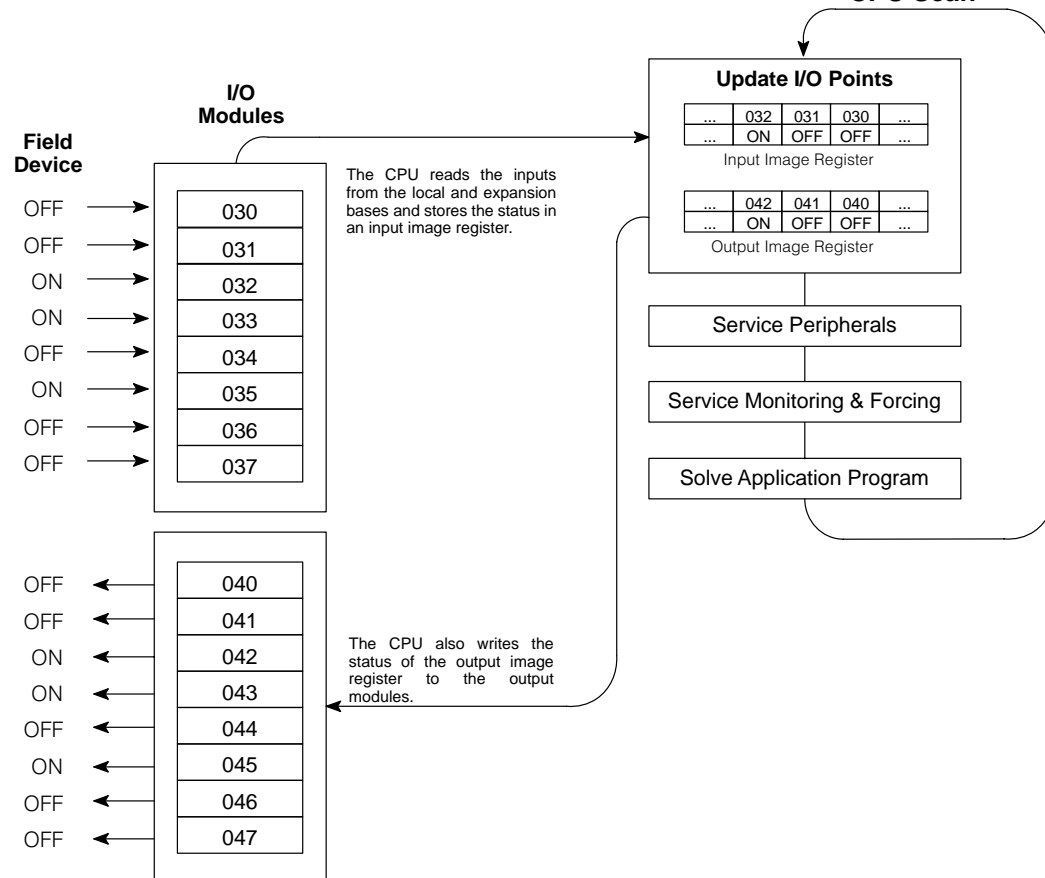 CPU Scan
Update I/O Points
... 032 031 030 ...
... ON OFF OFF ...
Input Image Register
... 042 041 040 ...
... ON OFF OFF ...
Output Image Register
Service Peripherals
Service Monitoring & Forcing
Solve Application Program
I/O
Modules
Field
Device
The CPU reads the inputs
from the local and expansion
bases and stores the status in
an input image register.
OFF 030
OFF 031
ON 032
ON 033
OFF 034
ON 035
OFF 036
OFF 037
The CPU also writes the
status of the output image
register to the output
modules.
OFF 040
OFF 041
ON 042
ON 043
OFF 044
ON 045
OFF 046
OFF 047